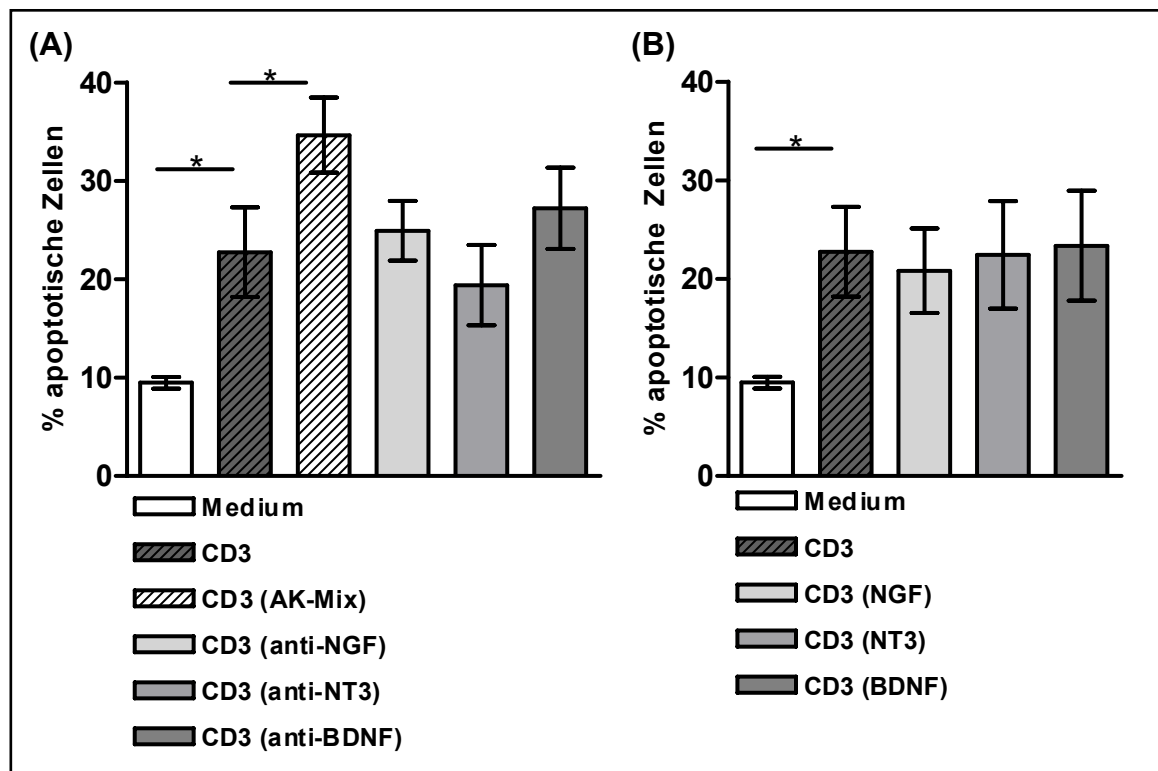 (A)
% apoptotische Zellen
40
30
20
10
0
*
*
Medium
CD3
CD3 (AK-Mix)
CD3 (anti-NGF)
CD3 (anti-NT3)
CD3 (anti-BDNF)
(B)
% apoptotische Zellen
40
30
20
10
0
*
Medium
CD3
CD3 (NGF)
CD3 (NT3)
CD3 (BDNF)